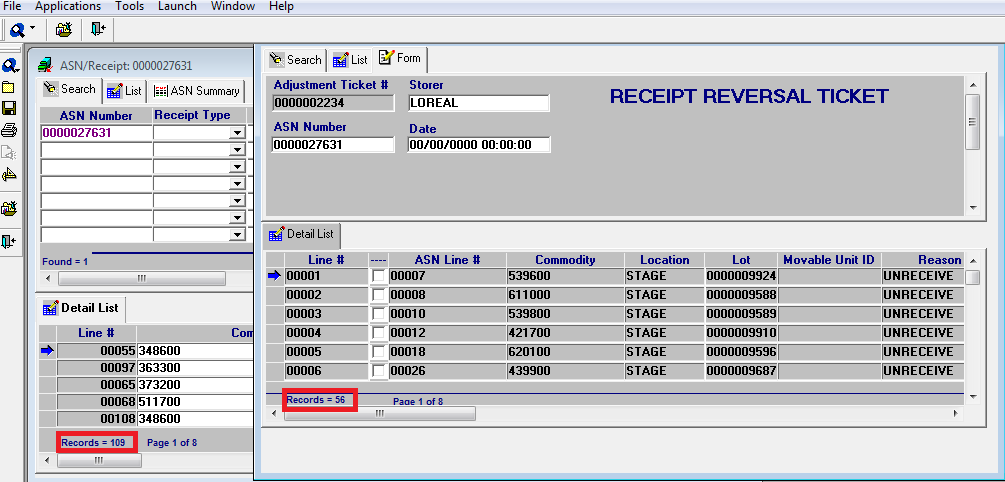 File Applications Tools Launch Window Help
ASN/Receipt: 0000027631
Search List ASN Summary
ASN Number Receipt Type
0000027631
Found = 1
Detail List
Line # Com
00055 348600
00097 363300
00065 373200
00068 511700
00108 348600
Records = 109 Page 1 of 8
Search List Form
Adjustment Ticket # Storer
0000002234 LOREAL
RECEIPT REVERSAL TICKET
ASN Number Date
0000027631 00/00/0000 00:00:00
Detail List
Line # ---- ASN Line # Commodity Location Lot Movable Unit ID Reason
00001 00007 539600 STAGE 0000009924 UNRECEIVE
00002 00008 611000 STAGE 0000009588 UNRECEIVE
00003 00010 539800 STAGE 0000009589 UNRECEIVE
00004 00012 421700 STAGE 0000009910 UNRECEIVE
00005 00018 620100 STAGE 0000009596 UNRECEIVE
00006 00026 439900 STAGE 0000009687 UNRECEIVE
Records = 56 Page 1 of 8